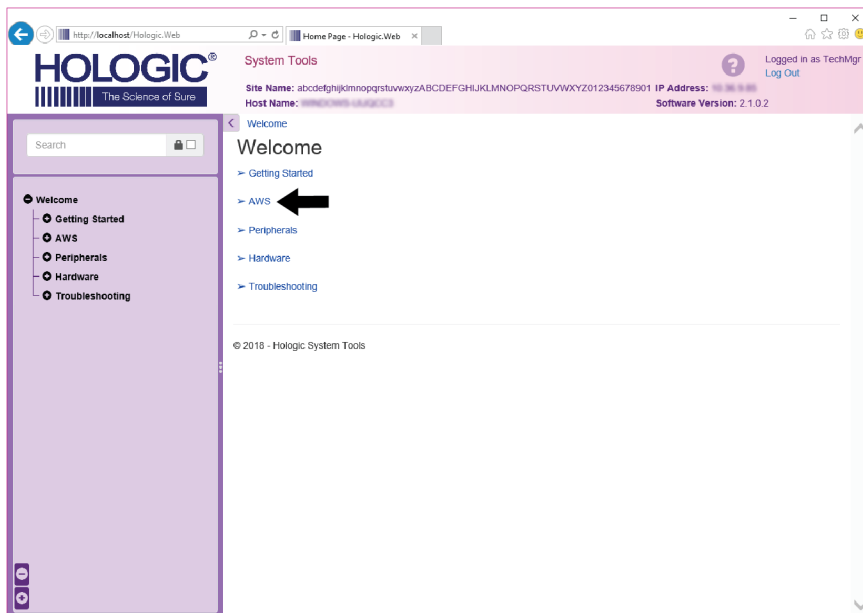 http://localhost/Hologic.Web
Home Page - Hologic.Web
HOLOGIC®
The Science of Sure
System Tools
Logged in as TechMgr
Log Out
Site Name: abcdefghijklmnopqrstuvwxyzABCDEFGHIJKLMNOPQRSTUVWXYZ012345678901 IP Address:
Host Name:
Software Version: 2.1.0.2
Search
Welcome
Getting Started
AWS
Peripherals
Hardware
Troubleshooting
Welcome
Welcome
➢ Getting Started
➢ AWS
➢ Peripherals
➢ Hardware
➢ Troubleshooting
© 2018 - Hologic System Tools